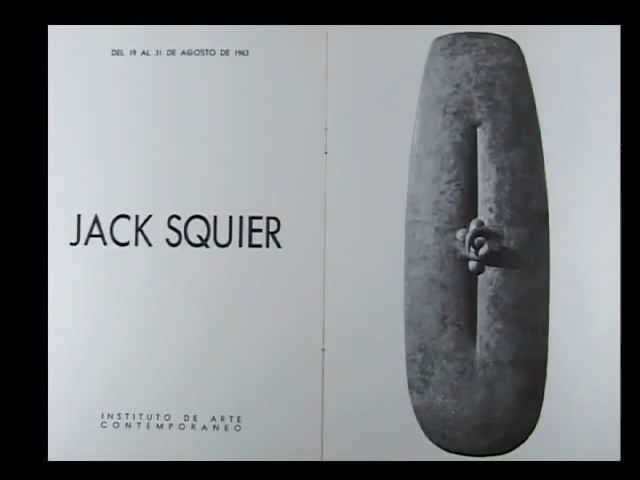 DEL 19 AL 31 DE AGOSTO DE 1963
JACK SQUIER
INSTITUTO DE ARTE
CONTEMPORANEO